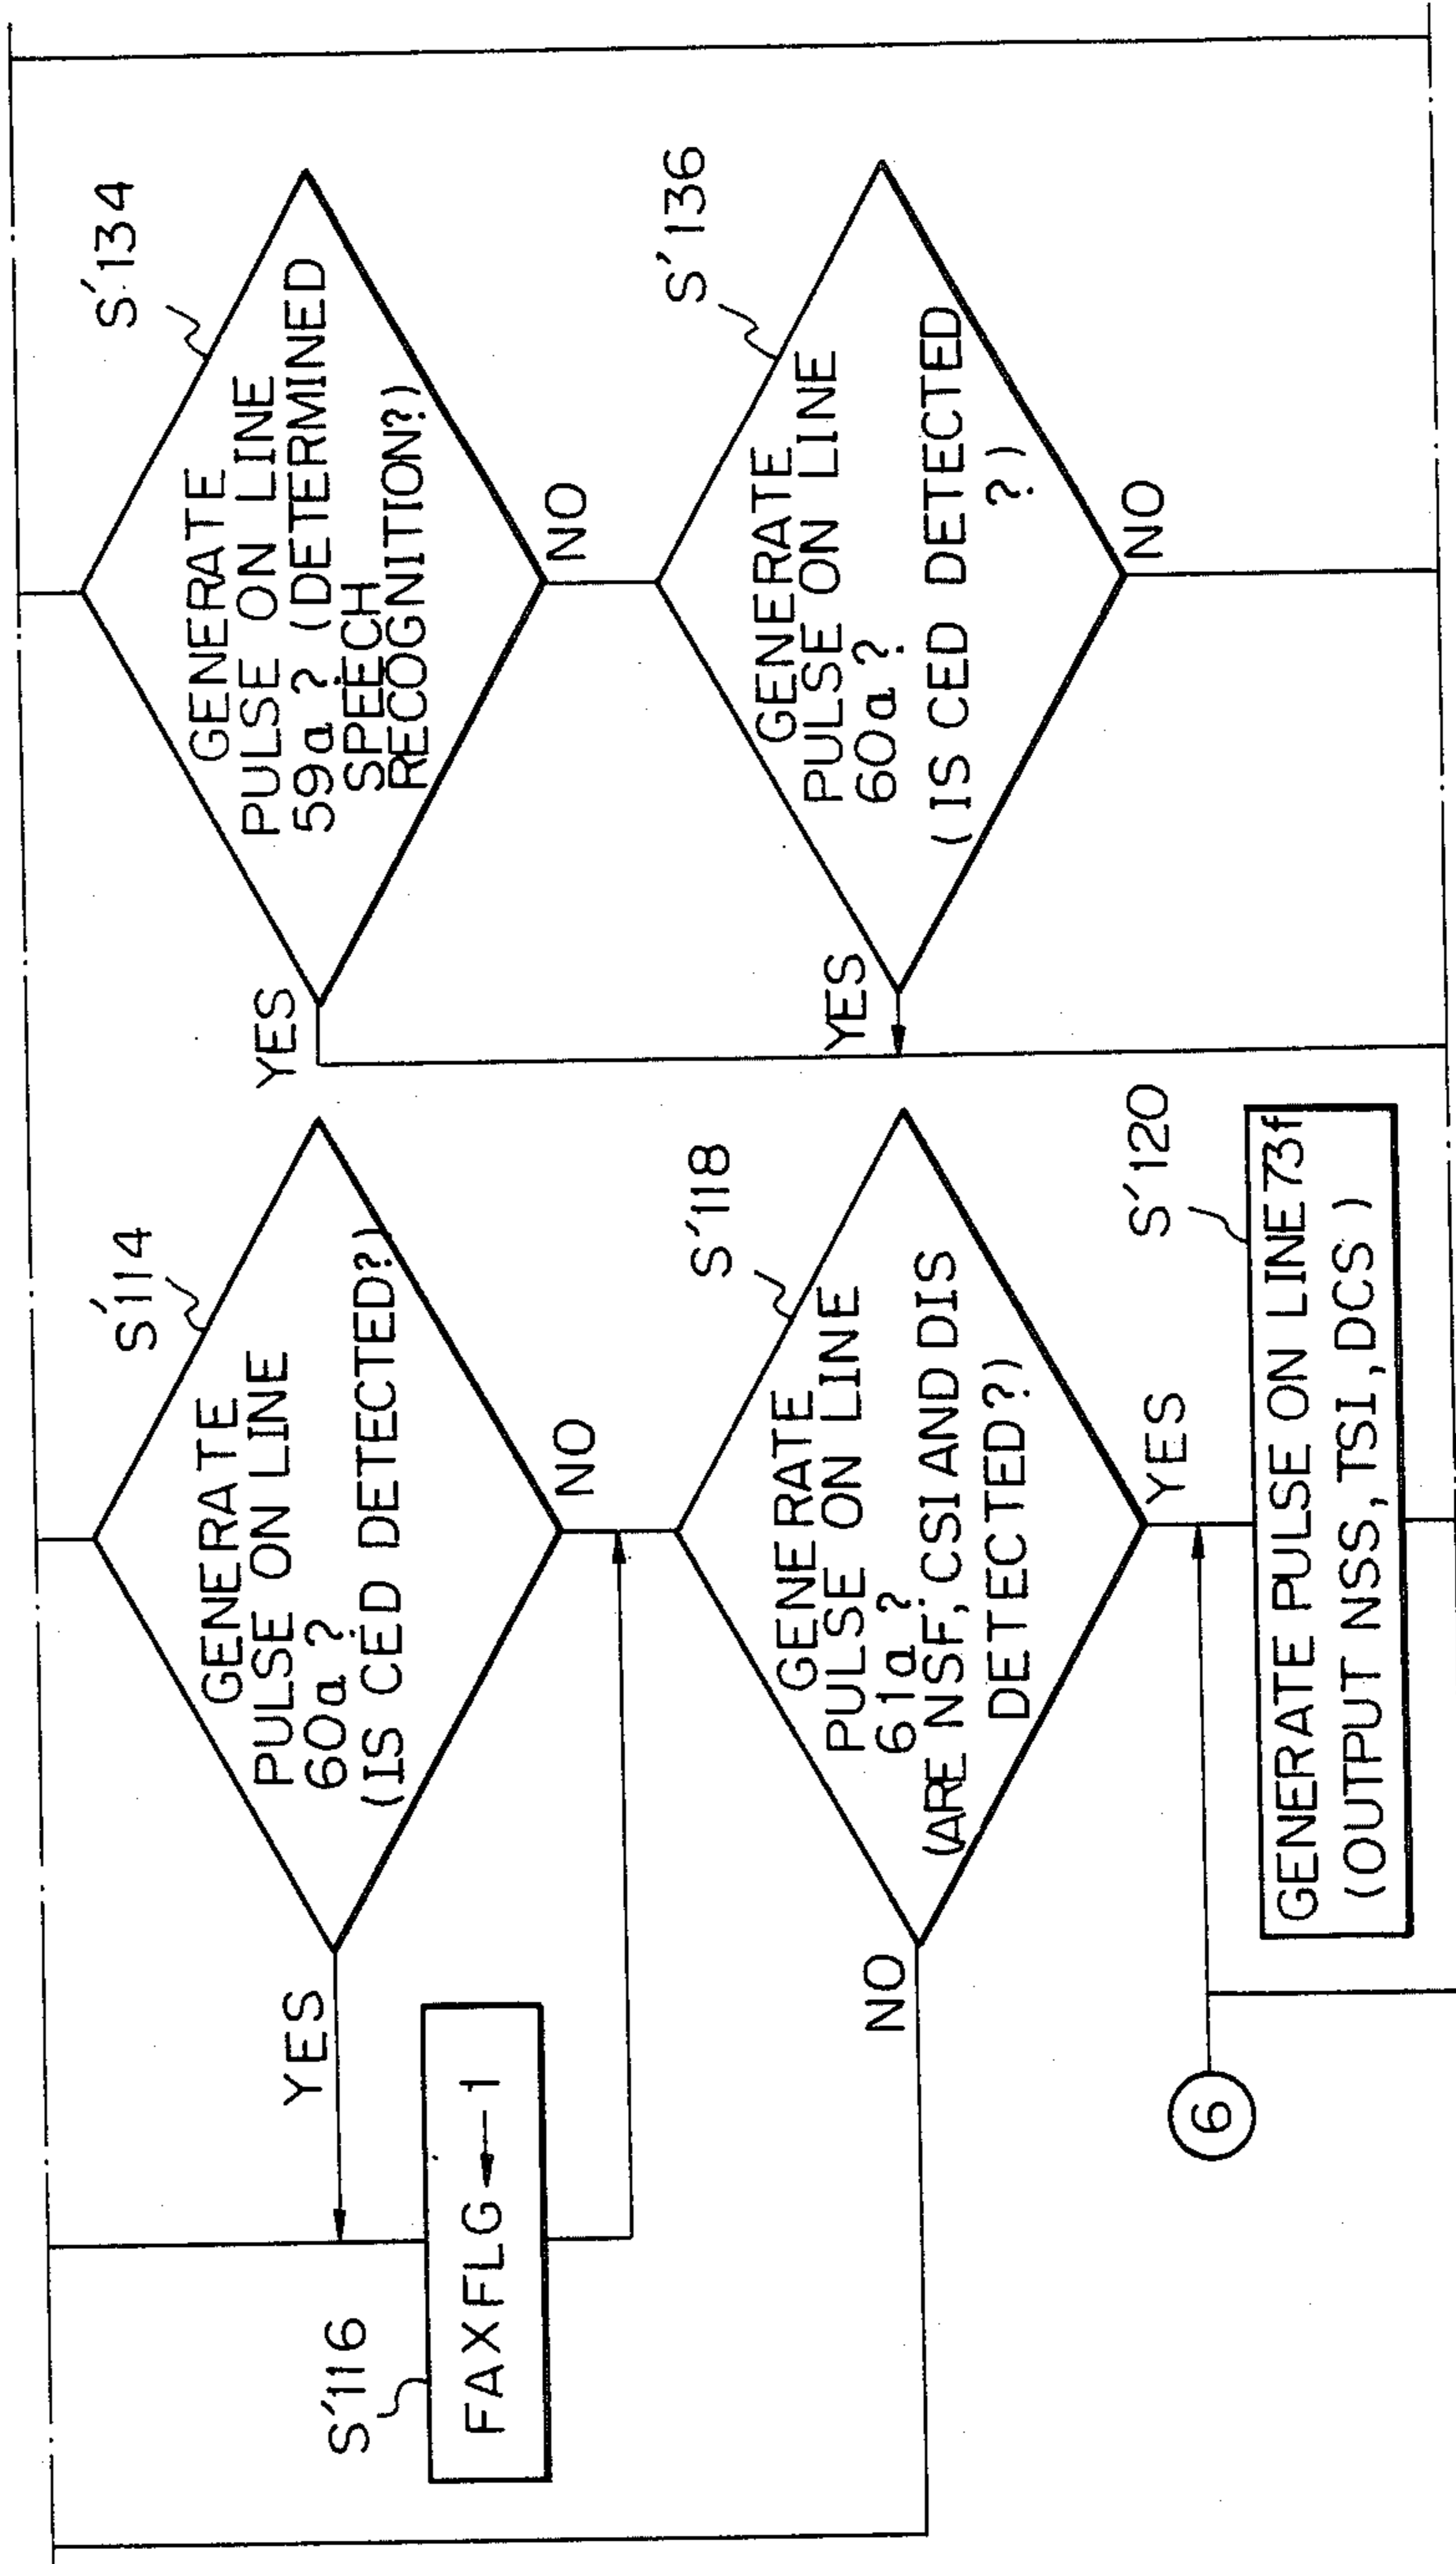 S'114
GENERATE
PULSE ON LINE
60a ?
(IS CED DETECTED?)
YES
NO
S'116
FAXFLG←1
S'118
GENERATE
PULSE ON LINE
61a ?
(ARE NSF, CSI AND DIS
DETECTED?)
NO
YES
6
S'120
GENERATE PULSE ON LINE 73f
(OUTPUT NSS, TSI, DCS)
S'134
GENERATE
PULSE ON LINE
59a ? (DETERMINED
SPEECH
RECOGNITION?)
YES
NO
S'136
GENERATE
PULSE ON LINE
60a ?
(IS CED DETECTED
?)
YES
NO